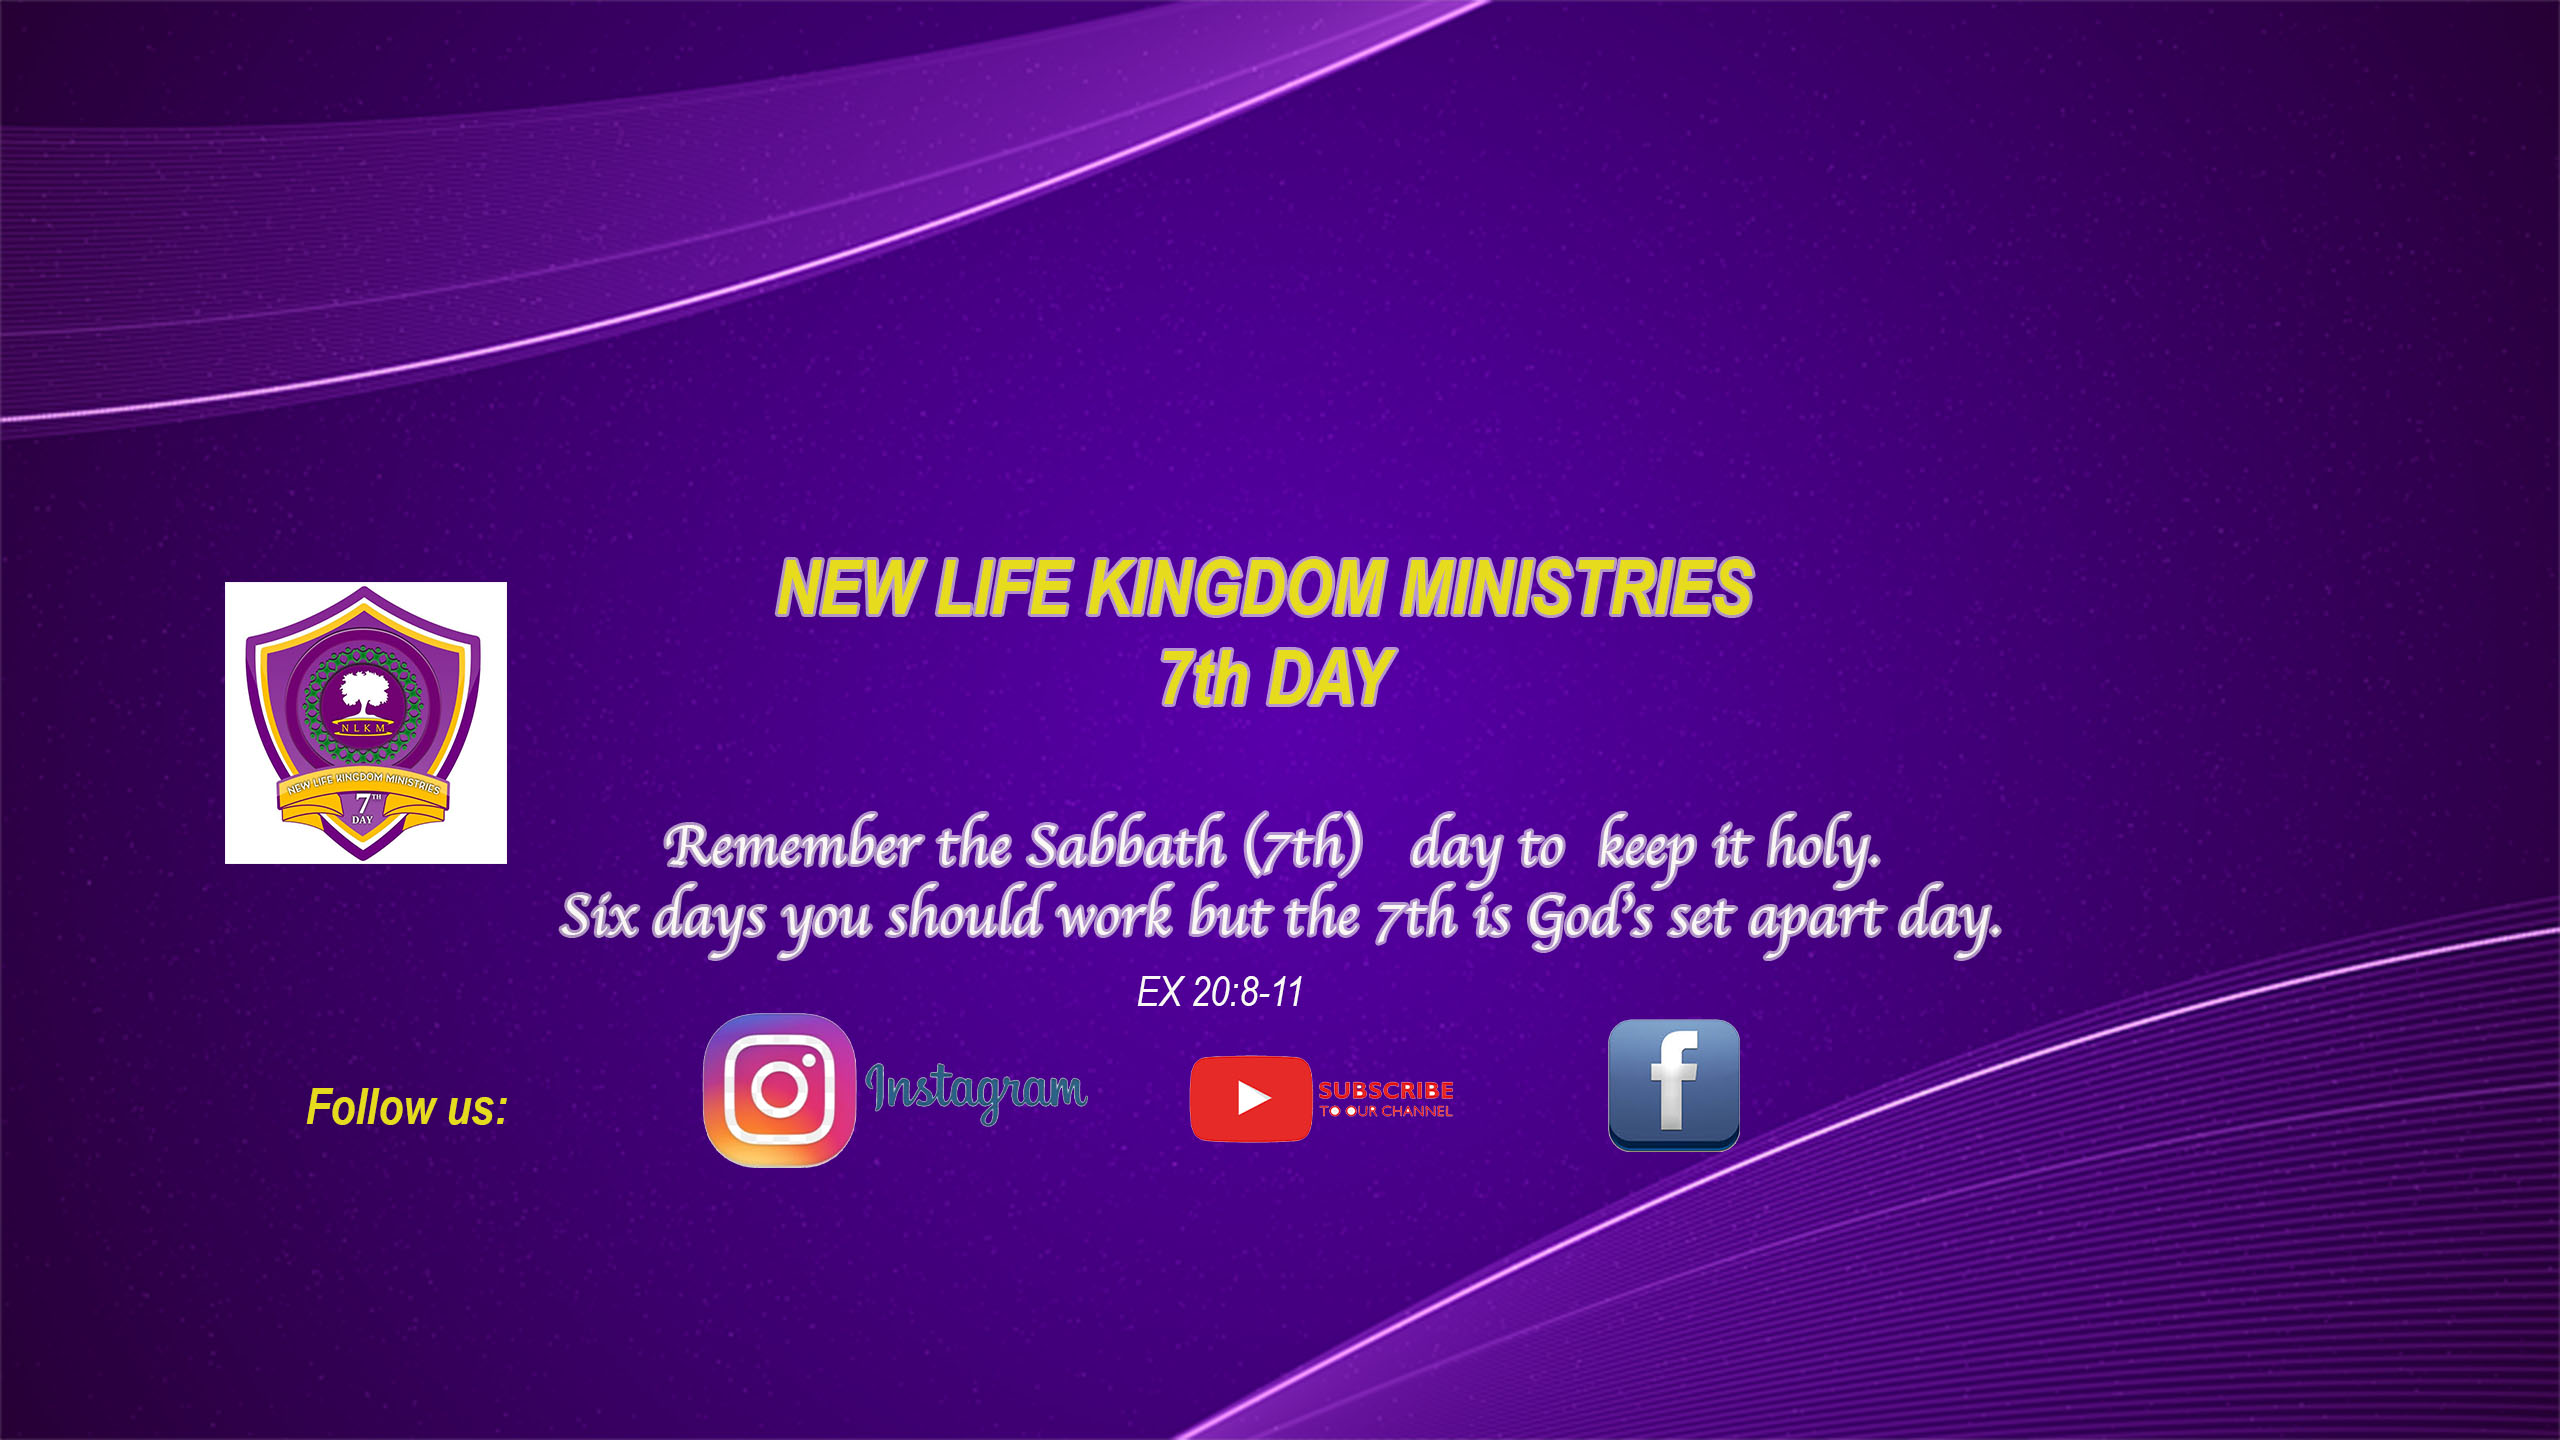 NEW LIFE KINGDOM MINISTRIES
7th DAY
NLKM
NEW LIFE KINGDOM MINISTRIES
7TH
DAY
Remember the Sabbath (7th) day to keep it holy.
Six days you should work but the 7th is God's set apart day.
EX 20:8-11
Follow us:
Instagram
SUBSCRIBE
TO OUR CHANNEL
f